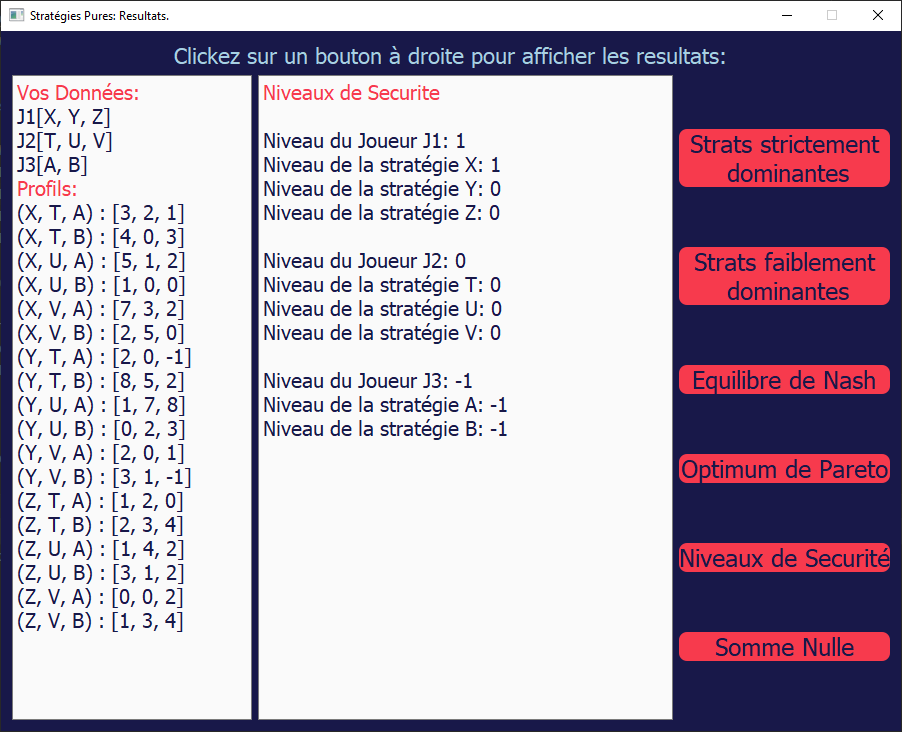 Stratégies Pures: Resultats.
Clickez sur un bouton à droite pour afficher les resultats:
Vos Données:
J1[X, Y, Z]
J2[T, U, V]
J3[A, B]
Profils:
(X, T, A) : [3, 2, 1]
(X, T, B) : [4, 0, 3]
(X, U, A) : [5, 1, 2]
(X, U, B) : [1, 0, 0]
(X, V, A) : [7, 3, 2]
(X, V, B) : [2, 5, 0]
(Y, T, A) : [2, 0, -1]
(Y, T, B) : [8, 5, 2]
(Y, U, A) : [1, 7, 8]
(Y, U, B) : [0, 2, 3]
(Y, V, A) : [2, 0, 1]
(Y, V, B) : [3, 1, -1]
(Z, T, A) : [1, 2, 0]
(Z, T, B) : [2, 3, 4]
(Z, U, A) : [1, 4, 2]
(Z, U, B) : [3, 1, 2]
(Z, V, A) : [0, 0, 2]
(Z, V, B) : [1, 3, 4]
Niveaux de Securite
Niveau du Joueur J1: 1
Niveau de la stratégie X: 1
Niveau de la stratégie Y: 0
Niveau de la stratégie Z: 0
Niveau du Joueur J2: 0
Niveau de la stratégie T: 0
Niveau de la stratégie U: 0
Niveau de la stratégie V: 0
Niveau du Joueur J3: -1
Niveau de la stratégie A: -1
Niveau de la stratégie B: -1
Strats strictement
dominantes
Strats faiblement
dominantes
Equilibre de Nash
Optimum de Pareto
Niveaux de Securité
Somme Nulle